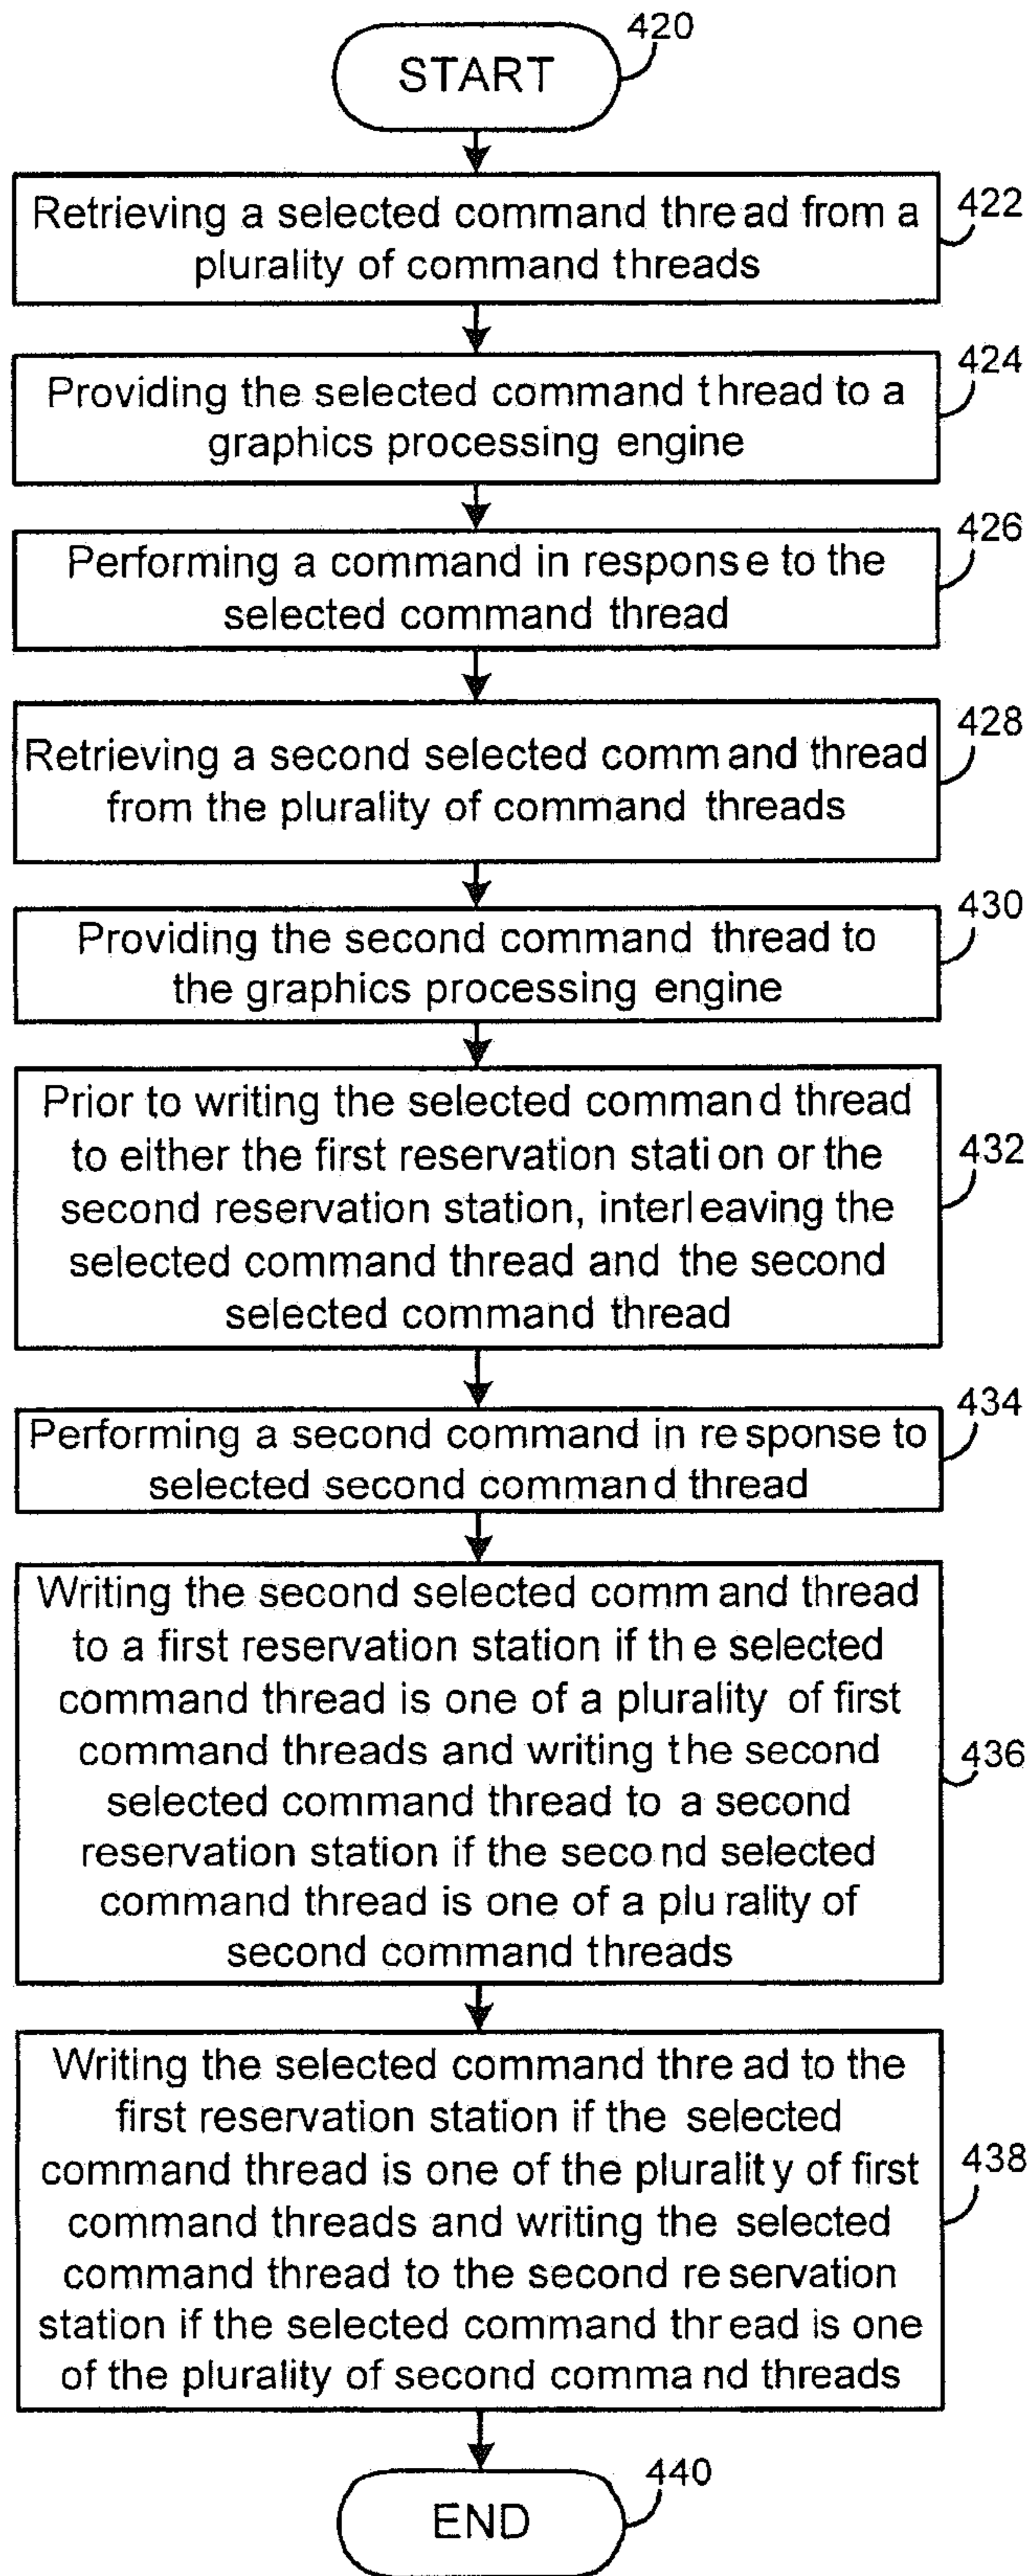 420
START
422
Retrieving a selected command thread from a
plurality of command threads
424
Providing the selected command thread to a
graphics processing engine
426
Performing a command in response to the
selected command thread
428
Retrieving a second selected command thread
from the plurality of command threads
430
Providing the second command thread to
the graphics processing engine
432
Prior to writing the selected command thread
to either the first reservation station or the
second reservation station, interleaving the
selected command thread and the second
selected command thread
434
Performing a second command in response to
selected second command thread
436
Writing the second selected command thread
to a first reservation station if the selected
command thread is one of a plurality of first
command threads and writing the second
selected command thread to a second
reservation station if the second selected
command thread is one of a plurality of
second command threads
438
Writing the selected command thread to the
first reservation station if the selected
command thread is one of the plurality of first
command threads and writing the selected
command thread to the second reservation
station if the selected command thread is one
of the plurality of second command threads
440
END